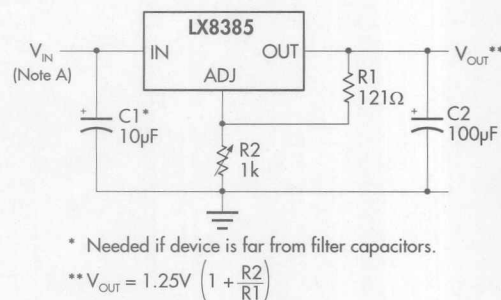 LX8385
V_IN
(Note A)
IN
OUT
ADJ
V_OUT**
R1
121Ω
C1*
10µF
C2
100µF
R2
1k
* Needed if device is far from filter capacitors.
** V_OUT = 1.25V (1 + R2/R1)